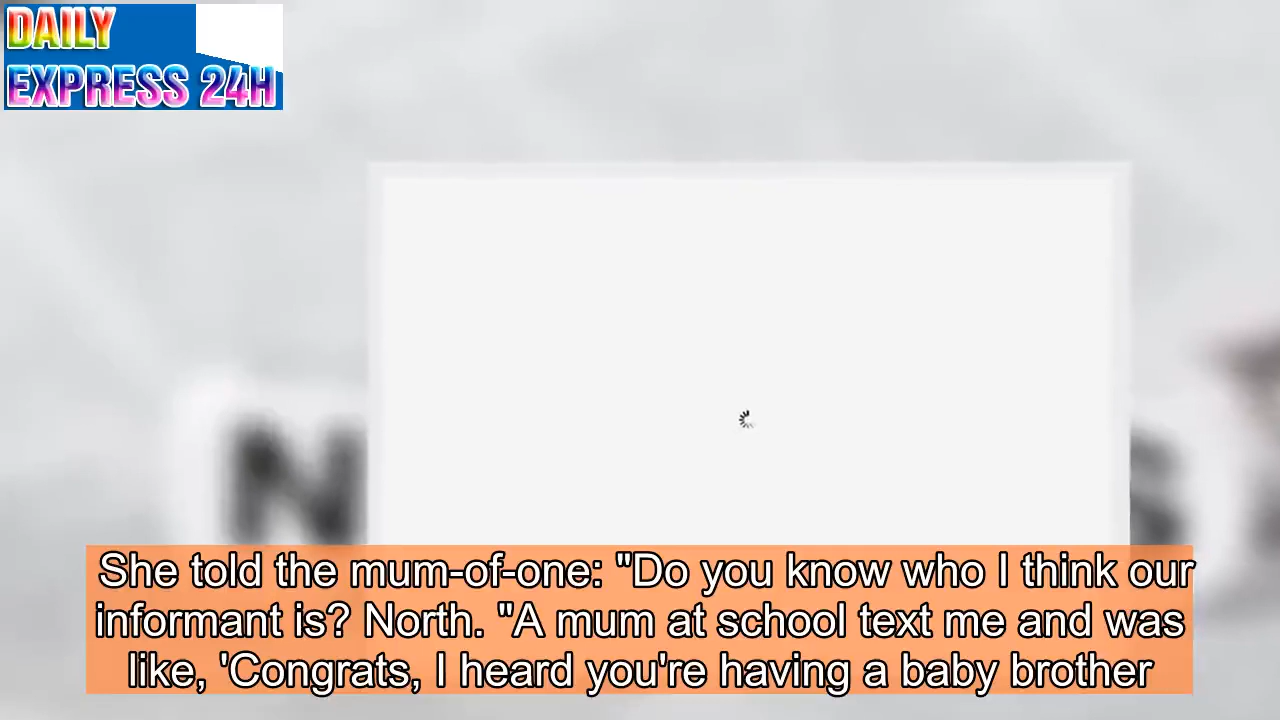 DAILY
EXPRESS 24H
She told the mum-of-one: "Do you know who I think our
informant is? North. "A mum at school text me and was
like, 'Congrats, I heard you're having a baby brother